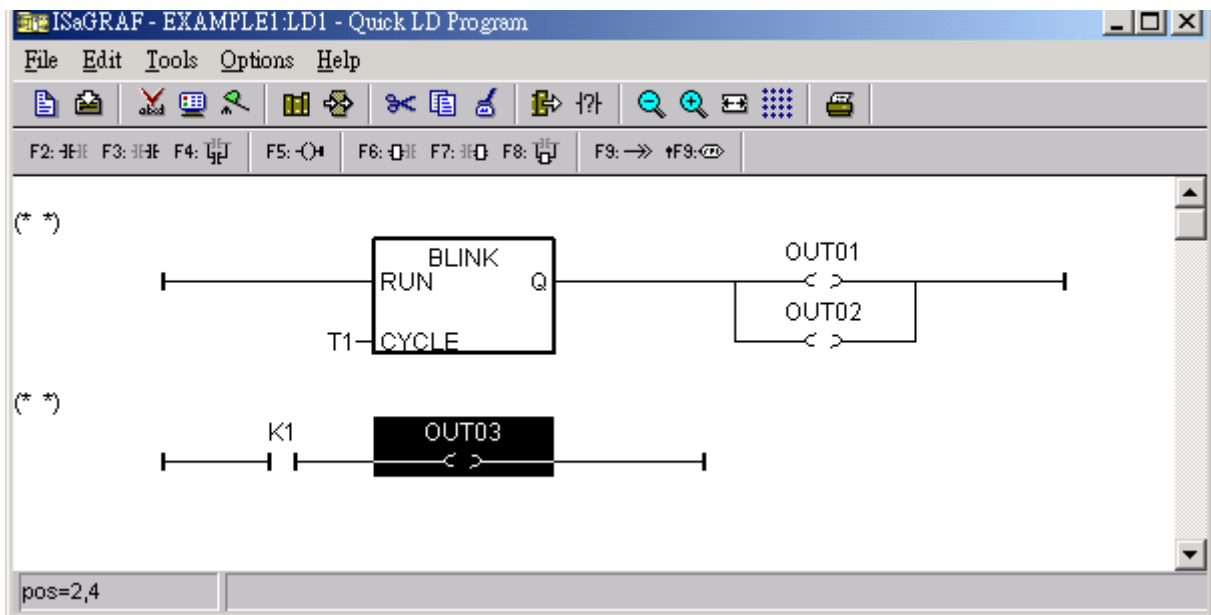 ISaGRAF - EXAMPLE1:LD1 - Quick LD Program
File Edit Tools Options Help
F2: F3: F4: F5: F6: F7: F8: F9: F9:
(* *)
BLINK
RUN Q
T1 CYCLE
OUT01
OUT02
(* *)
K1 OUT03
pos=2,4